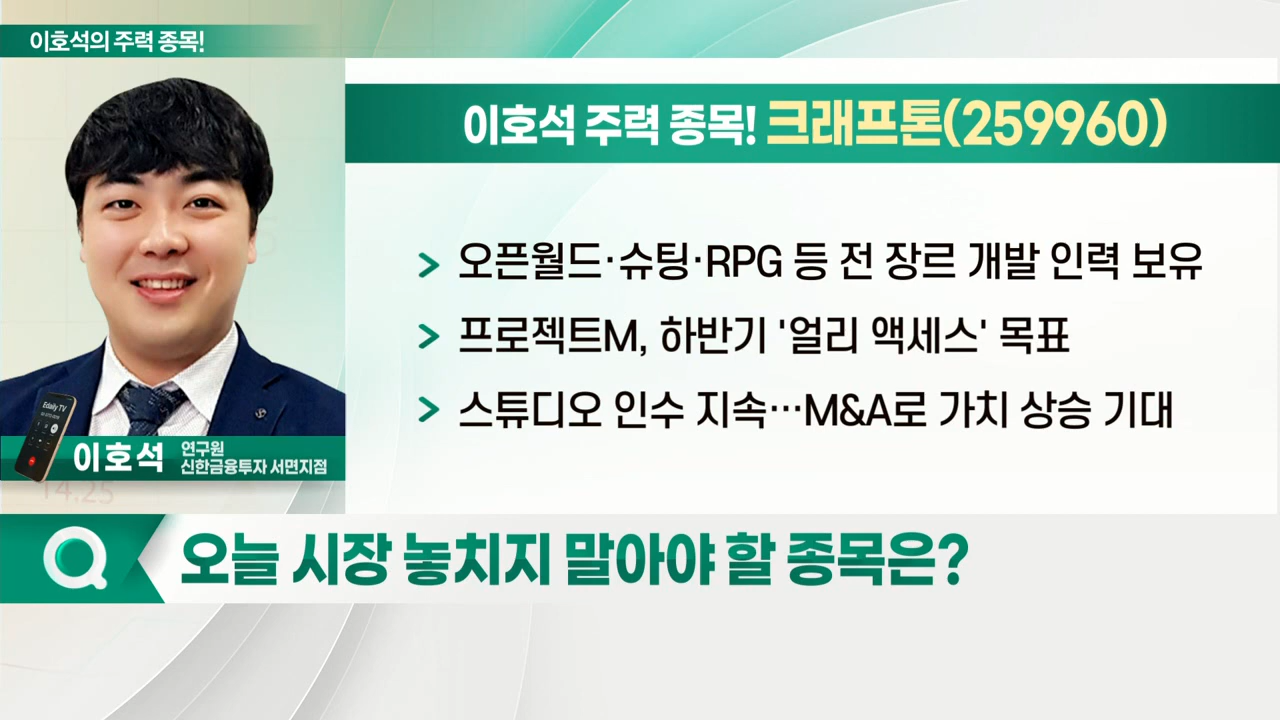 이호석의 주력 종목!
이호석 주력 종목! 크래프톤(259960)
오픈월드·슈팅·RPG 등 전 장르 개발 인력 보유
프로젝트M, 하반기 '얼리 액세스' 목표
스튜디오 인수 지속…M&A로 가치 상승 기대
Edaily TV
이호석 연구원
신한금융투자 서면지점
14.25
Q 오늘 시장 놓치지 말아야 할 종목은?